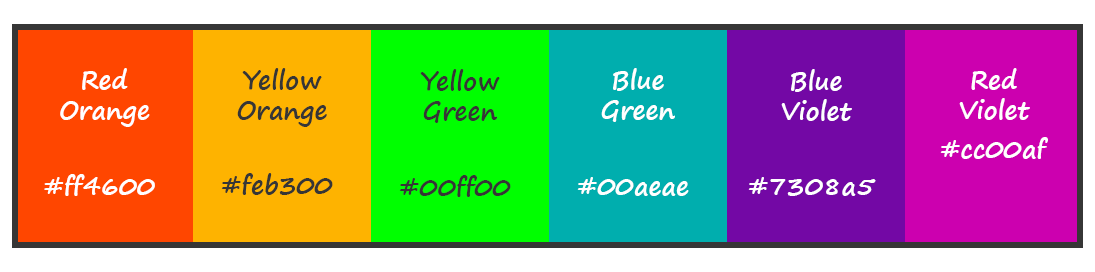 Red
Orange
#ff4600
Yellow
Orange
#feb300
Yellow
Green
#00ff00
Blue
Green
#00aeae
Blue
Violet
#7308a5
Red
Violet
#cc00af